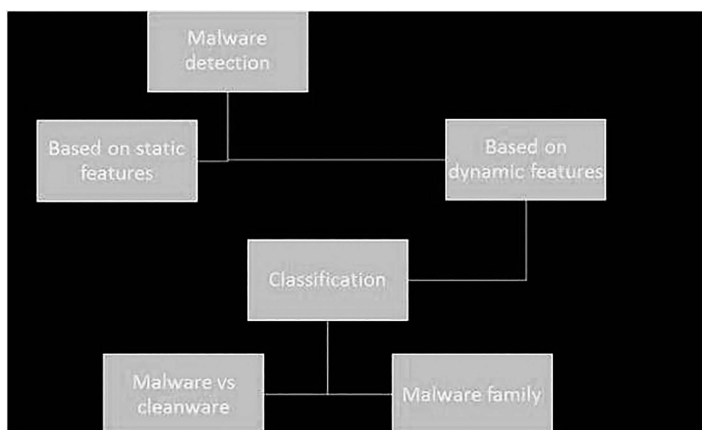 Malware
detection
Based on static
features
Based on
dynamic features
Classification
Malware vs
cleanware
Malware family